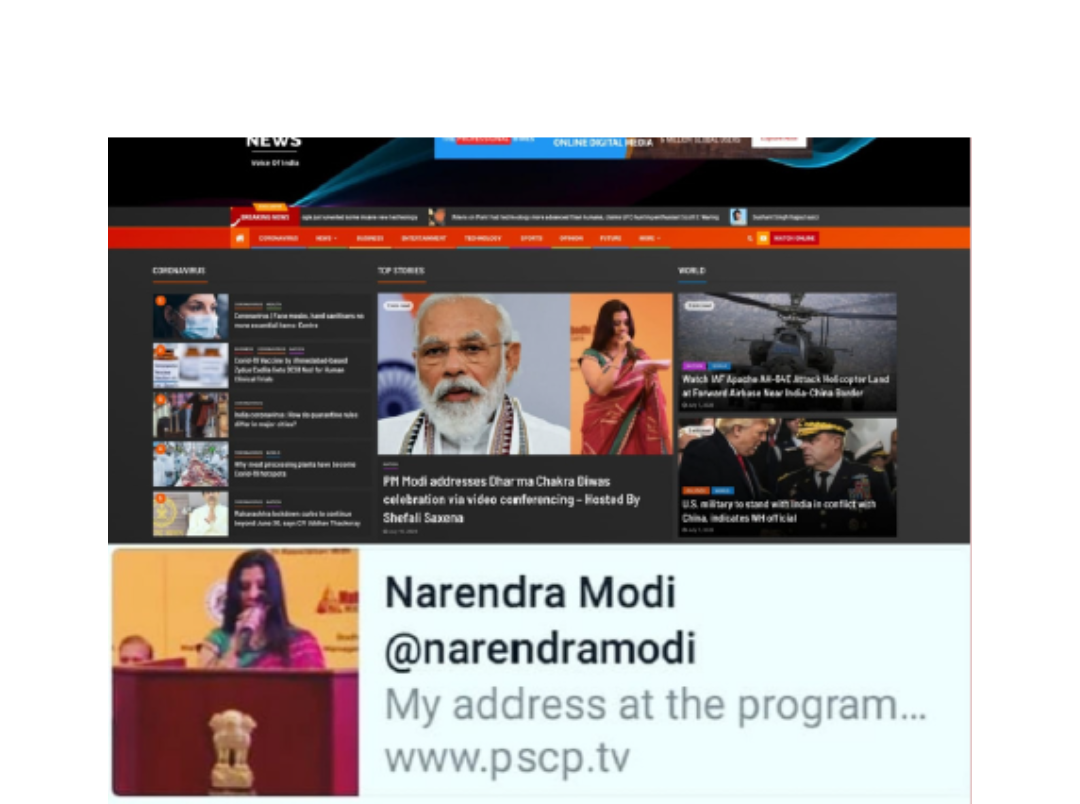 NEWS
Voice Of India
ONLINE DIGITAL MEDIA
BREAKING NEWS
CORONAVIRUS NEWS BUSINESS ENTERTAINMENT TECHNOLOGY SPORTS OPINION FUTURE MORE WATCH ONLINE
CORONAVIRUS
Coronavirus | Face masks, hand sanitisers no
more essential items: Centre
Covid-19 Vaccine by Ahmedabad-based
Zydus Cadila Gets DCGI Nod for Human
Clinical Trials
India coronavirus: How do quarantine rules
differ in major cities?
Why meat processing plants have become
Covid-19 hotspots
Maharashtra lockdown curbs to continue
beyond June 30, says CM Uddhav Thackeray
TOP STORIES
PM Modi addresses Dharma Chakra Diwas
celebration via video conferencing – Hosted By
Shefali Saxena
WORLD
Watch IAF Apache AH-64E Attack Helicopter Land
at Forward Airbase Near India-China Border
U.S. military to stand with India in conflict with
China, indicates WH official
Narendra Modi
@narendramodi
My address at the program...
www.pscp.tv